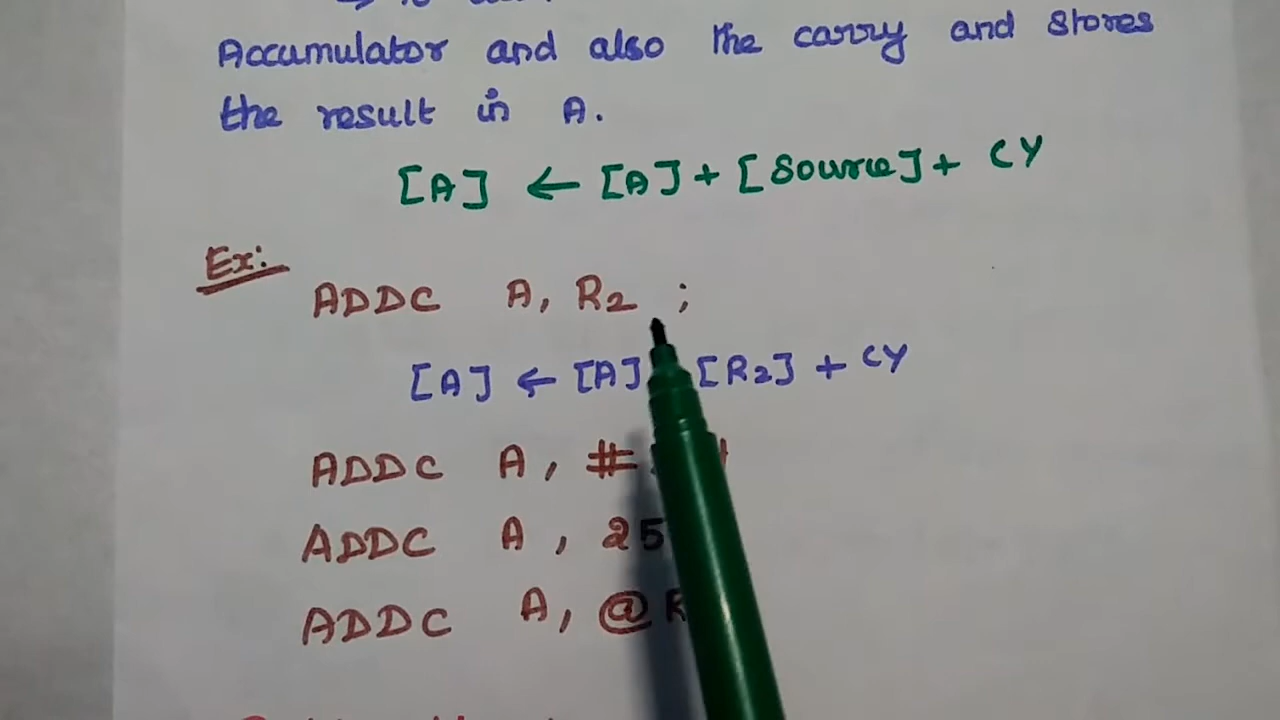 Accumulator and also the carry and stores
the result in A.
[A] ← [A] + [Source] + CY
Ex:
ADDC A, R2 ;
[A] ← [A] [R2] + CY
ADDC A, #
ADDC A, 25
ADDC A, @R